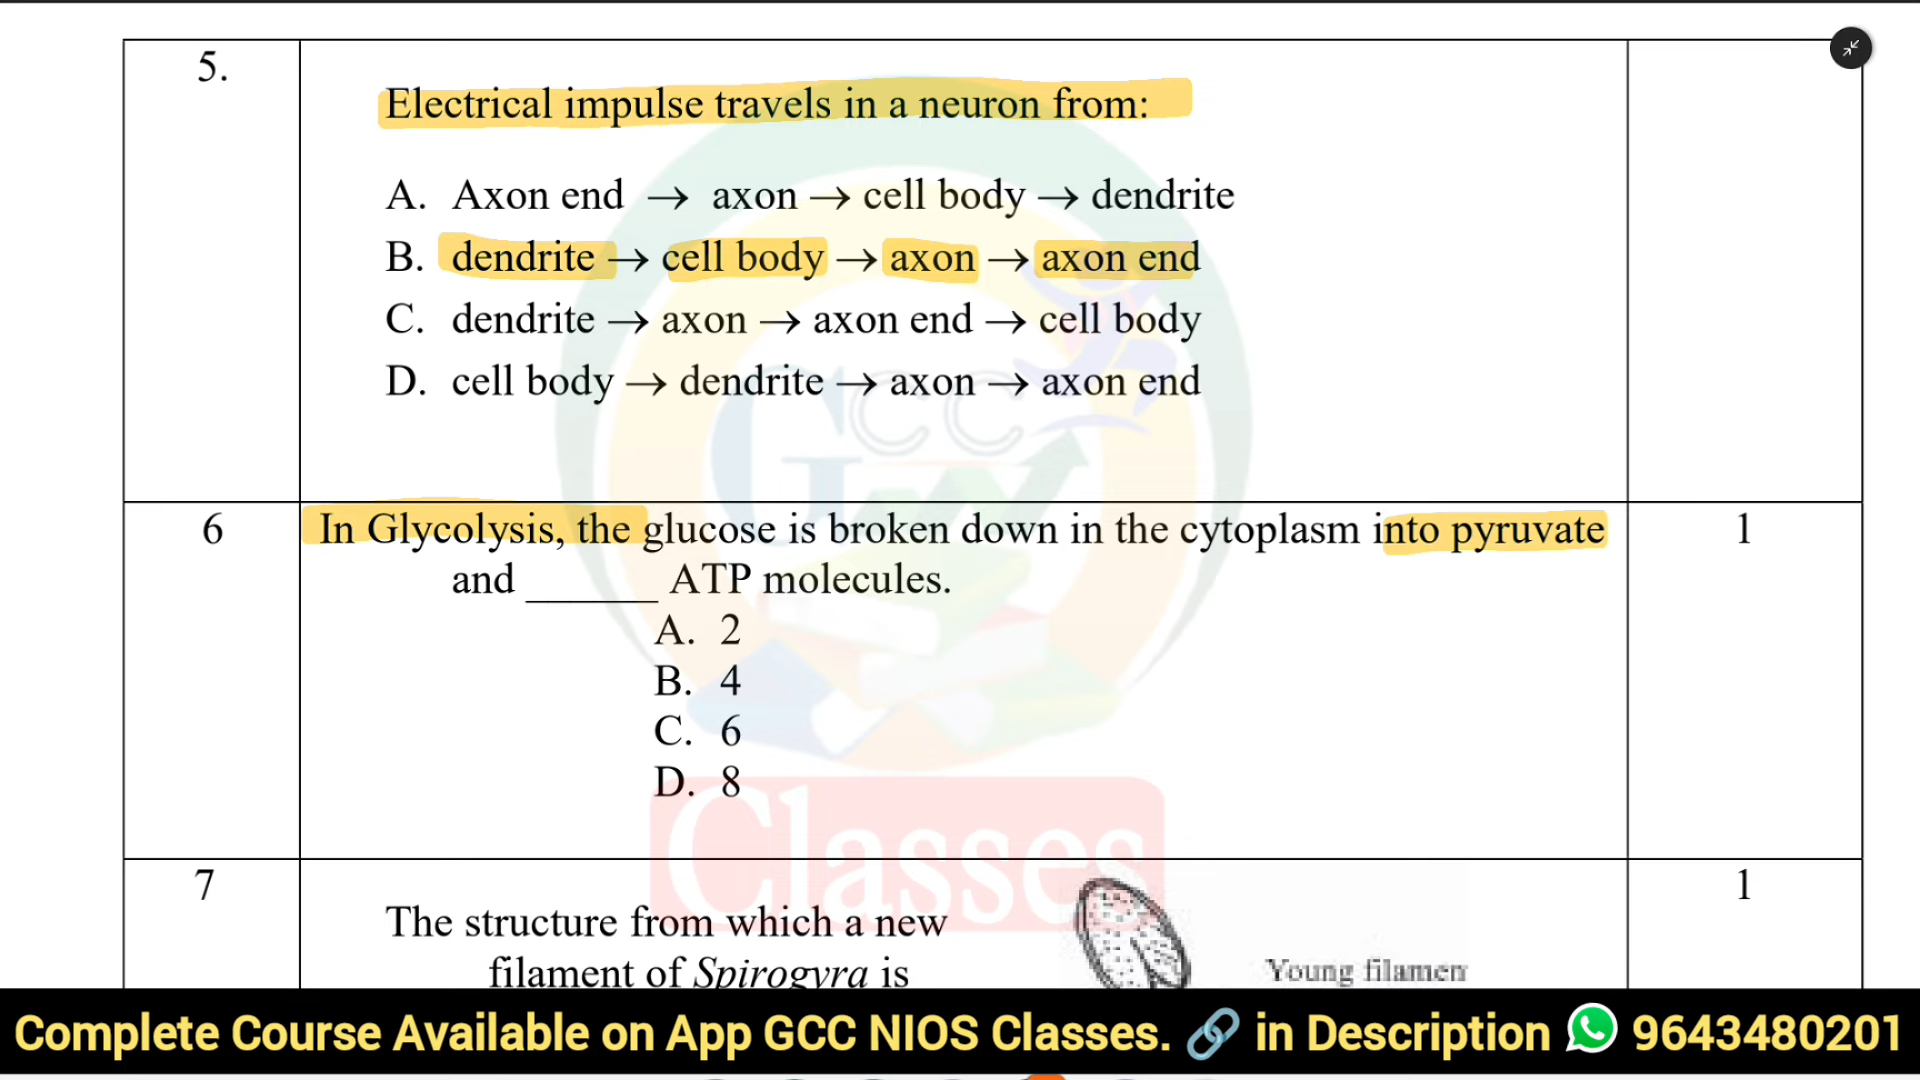 5.
Electrical impulse travels in a neuron from:
A. Axon end → axon → cell body → dendrite
B. dendrite → cell body → axon → axon end
C. dendrite → axon → axon end → cell body
D. cell body → dendrite → axon → axon end
6 In Glycolysis, the glucose is broken down in the cytoplasm into pyruvate 1
and ______ ATP molecules.
A. 2
B. 4
C. 6
D. 8
GCC
Classes
7 1
The structure from which a new
filament of Spirogyra is
Young filamen
Complete Course Available on App GCC NIOS Classes. 🔗 in Description 9643480201